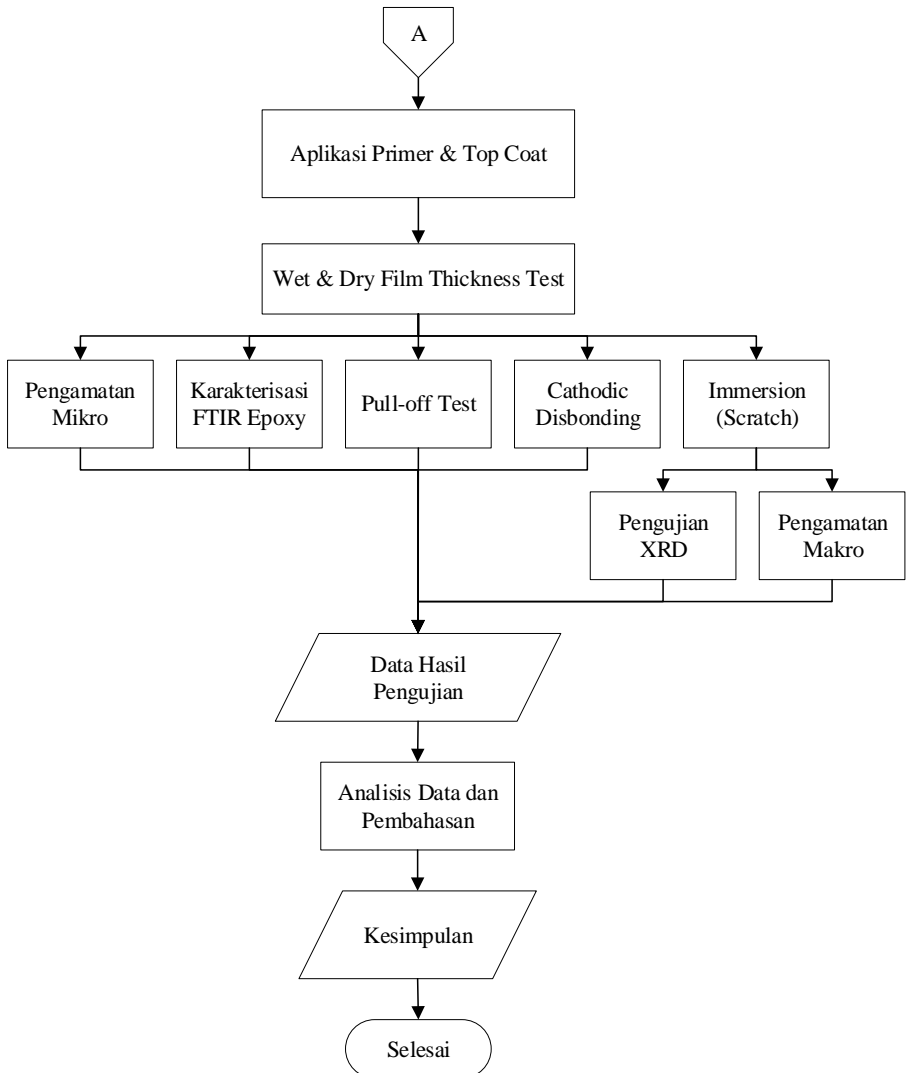 A
Aplikasi Primer & Top Coat
Wet & Dry Film Thickness Test
Pengamatan
Mikro
Karakterisasi
FTIR Epoxy
Pull-off Test
Cathodic
Disbonding
Immersion
(Scratch)
Pengujian
XRD
Pengamatan
Makro
Data Hasil
Pengujian
Analisis Data dan
Pembahasan
Kesimpulan
Selesai